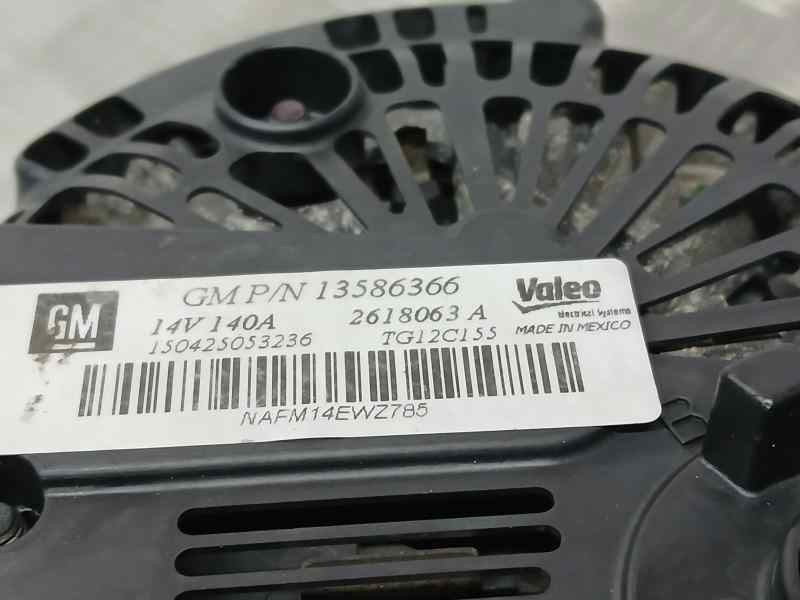 GM
GM P/N 13586366
14V 140A 2618063 A
150425053236 TG12C155
Valeo
Electrical Systems
MADE IN MEXICO
NAFM14EWZ785
B